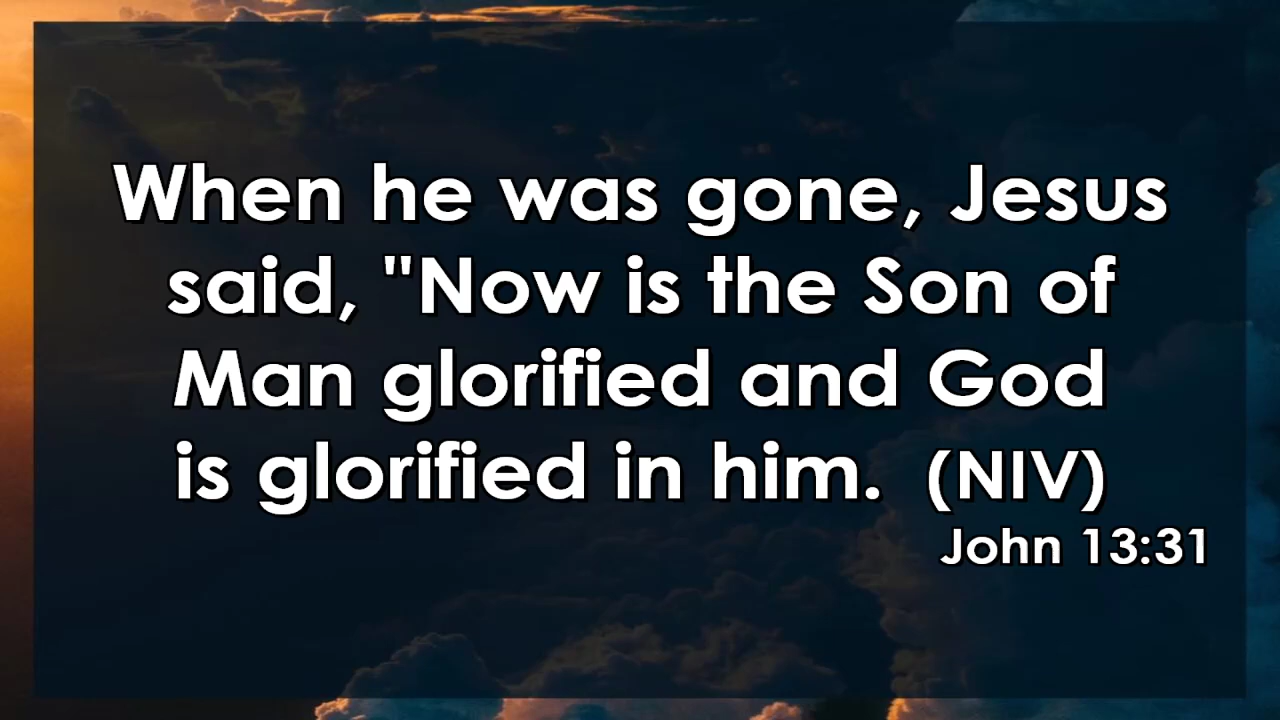 When he was gone, Jesus
said, "Now is the Son of
Man glorified and God
is glorified in him. (NIV)
John 13:31